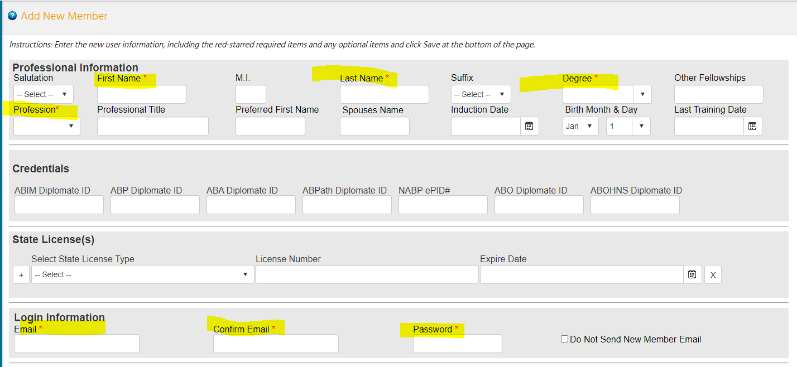 Add New Member
Instructions: Enter the new user information, including the red-starred required items and any optional items and click Save at the bottom of the page.
Professional Information
Salutation First Name * M.I. Last Name * Suffix Degree * Other Fellowships
-- Select -- -- Select --
Profession* Professional Title Preferred First Name Spouses Name Induction Date Birth Month & Day Last Training Date
Jan 1
Credentials
ABIM Diplomate ID ABP Diplomate ID ABA Diplomate ID ABPath Diplomate ID NABP ePID# ABO Diplomate ID ABOHNS Diplomate ID
State License(s)
Select State License Type License Number Expire Date
+ -- Select -- X
Login Information
Email * Confirm Email * Password *
Do Not Send New Member Email